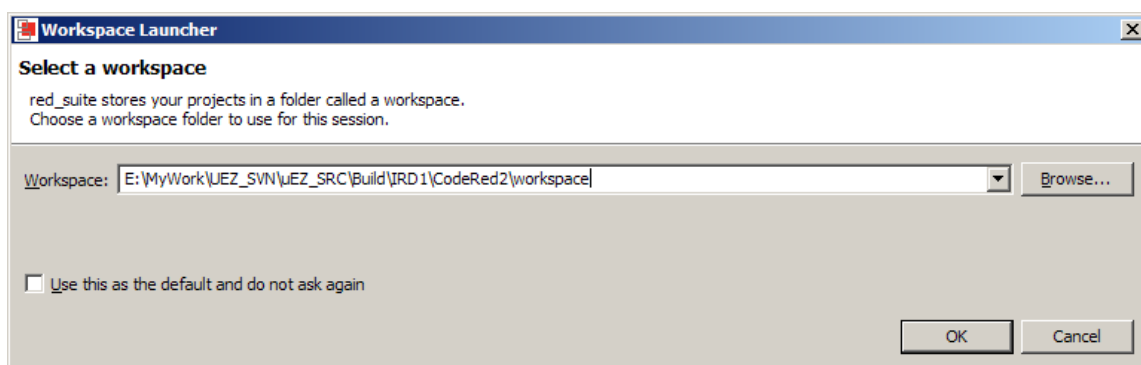 Workspace Launcher
Select a workspace
red_suite stores your projects in a folder called a workspace.
Choose a workspace folder to use for this session.
Workspace: E:\MyWork\UEZ_SVN\uEZ_SRC\Build\IRD1\CodeRed2\workspace Browse...
Use this as the default and do not ask again
OK Cancel